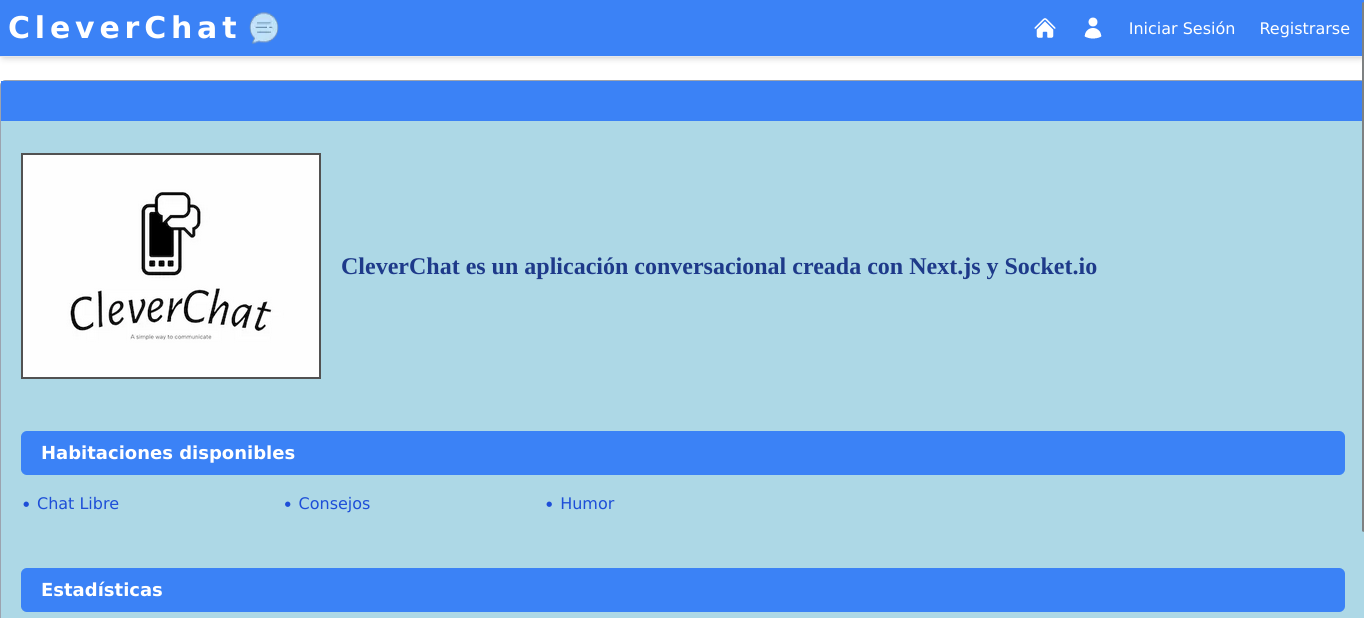 CleverChat
Iniciar Sesión
Registrarse
CleverChat
A simple way to communicate
CleverChat es un aplicación conversacional creada con Next.js y Socket.io
Habitaciones disponibles
• Chat Libre
• Consejos
• Humor
Estadísticas